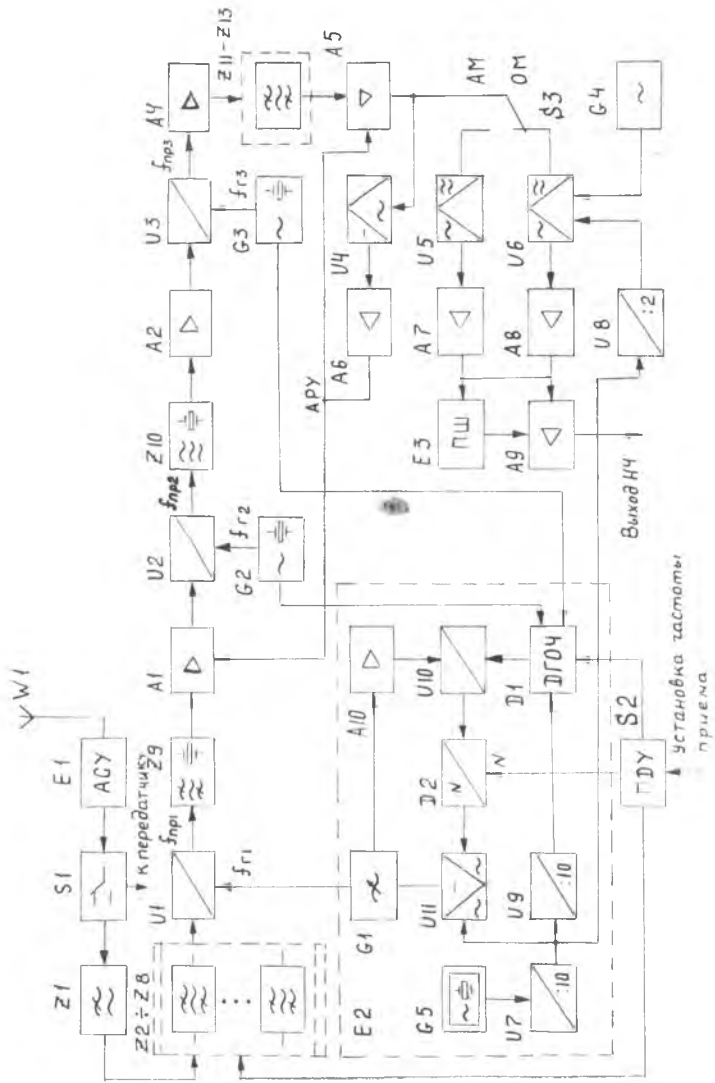 W1
E1
АСУ
S1
К передатчику
Z1
Z2÷Z8
U1
fпр1
fг1
Z9
A1
U2
fпр2
fг2
G2
Z10
A2
U3
fпр3
fг3
G3
A4
Z11-Z13
A5
АРУ
A6
U4
АМ
ОМ
S3
A7
U5
A8
U6
G4
E3
ПШ
A9
U8
:2
Выход НЧ
E2
G1
A10
U10
D1
ДГОЧ
D2
N
N
U11
U9
:10
G5
U7
:10
S2
ПДУ
Установка частоты
приема